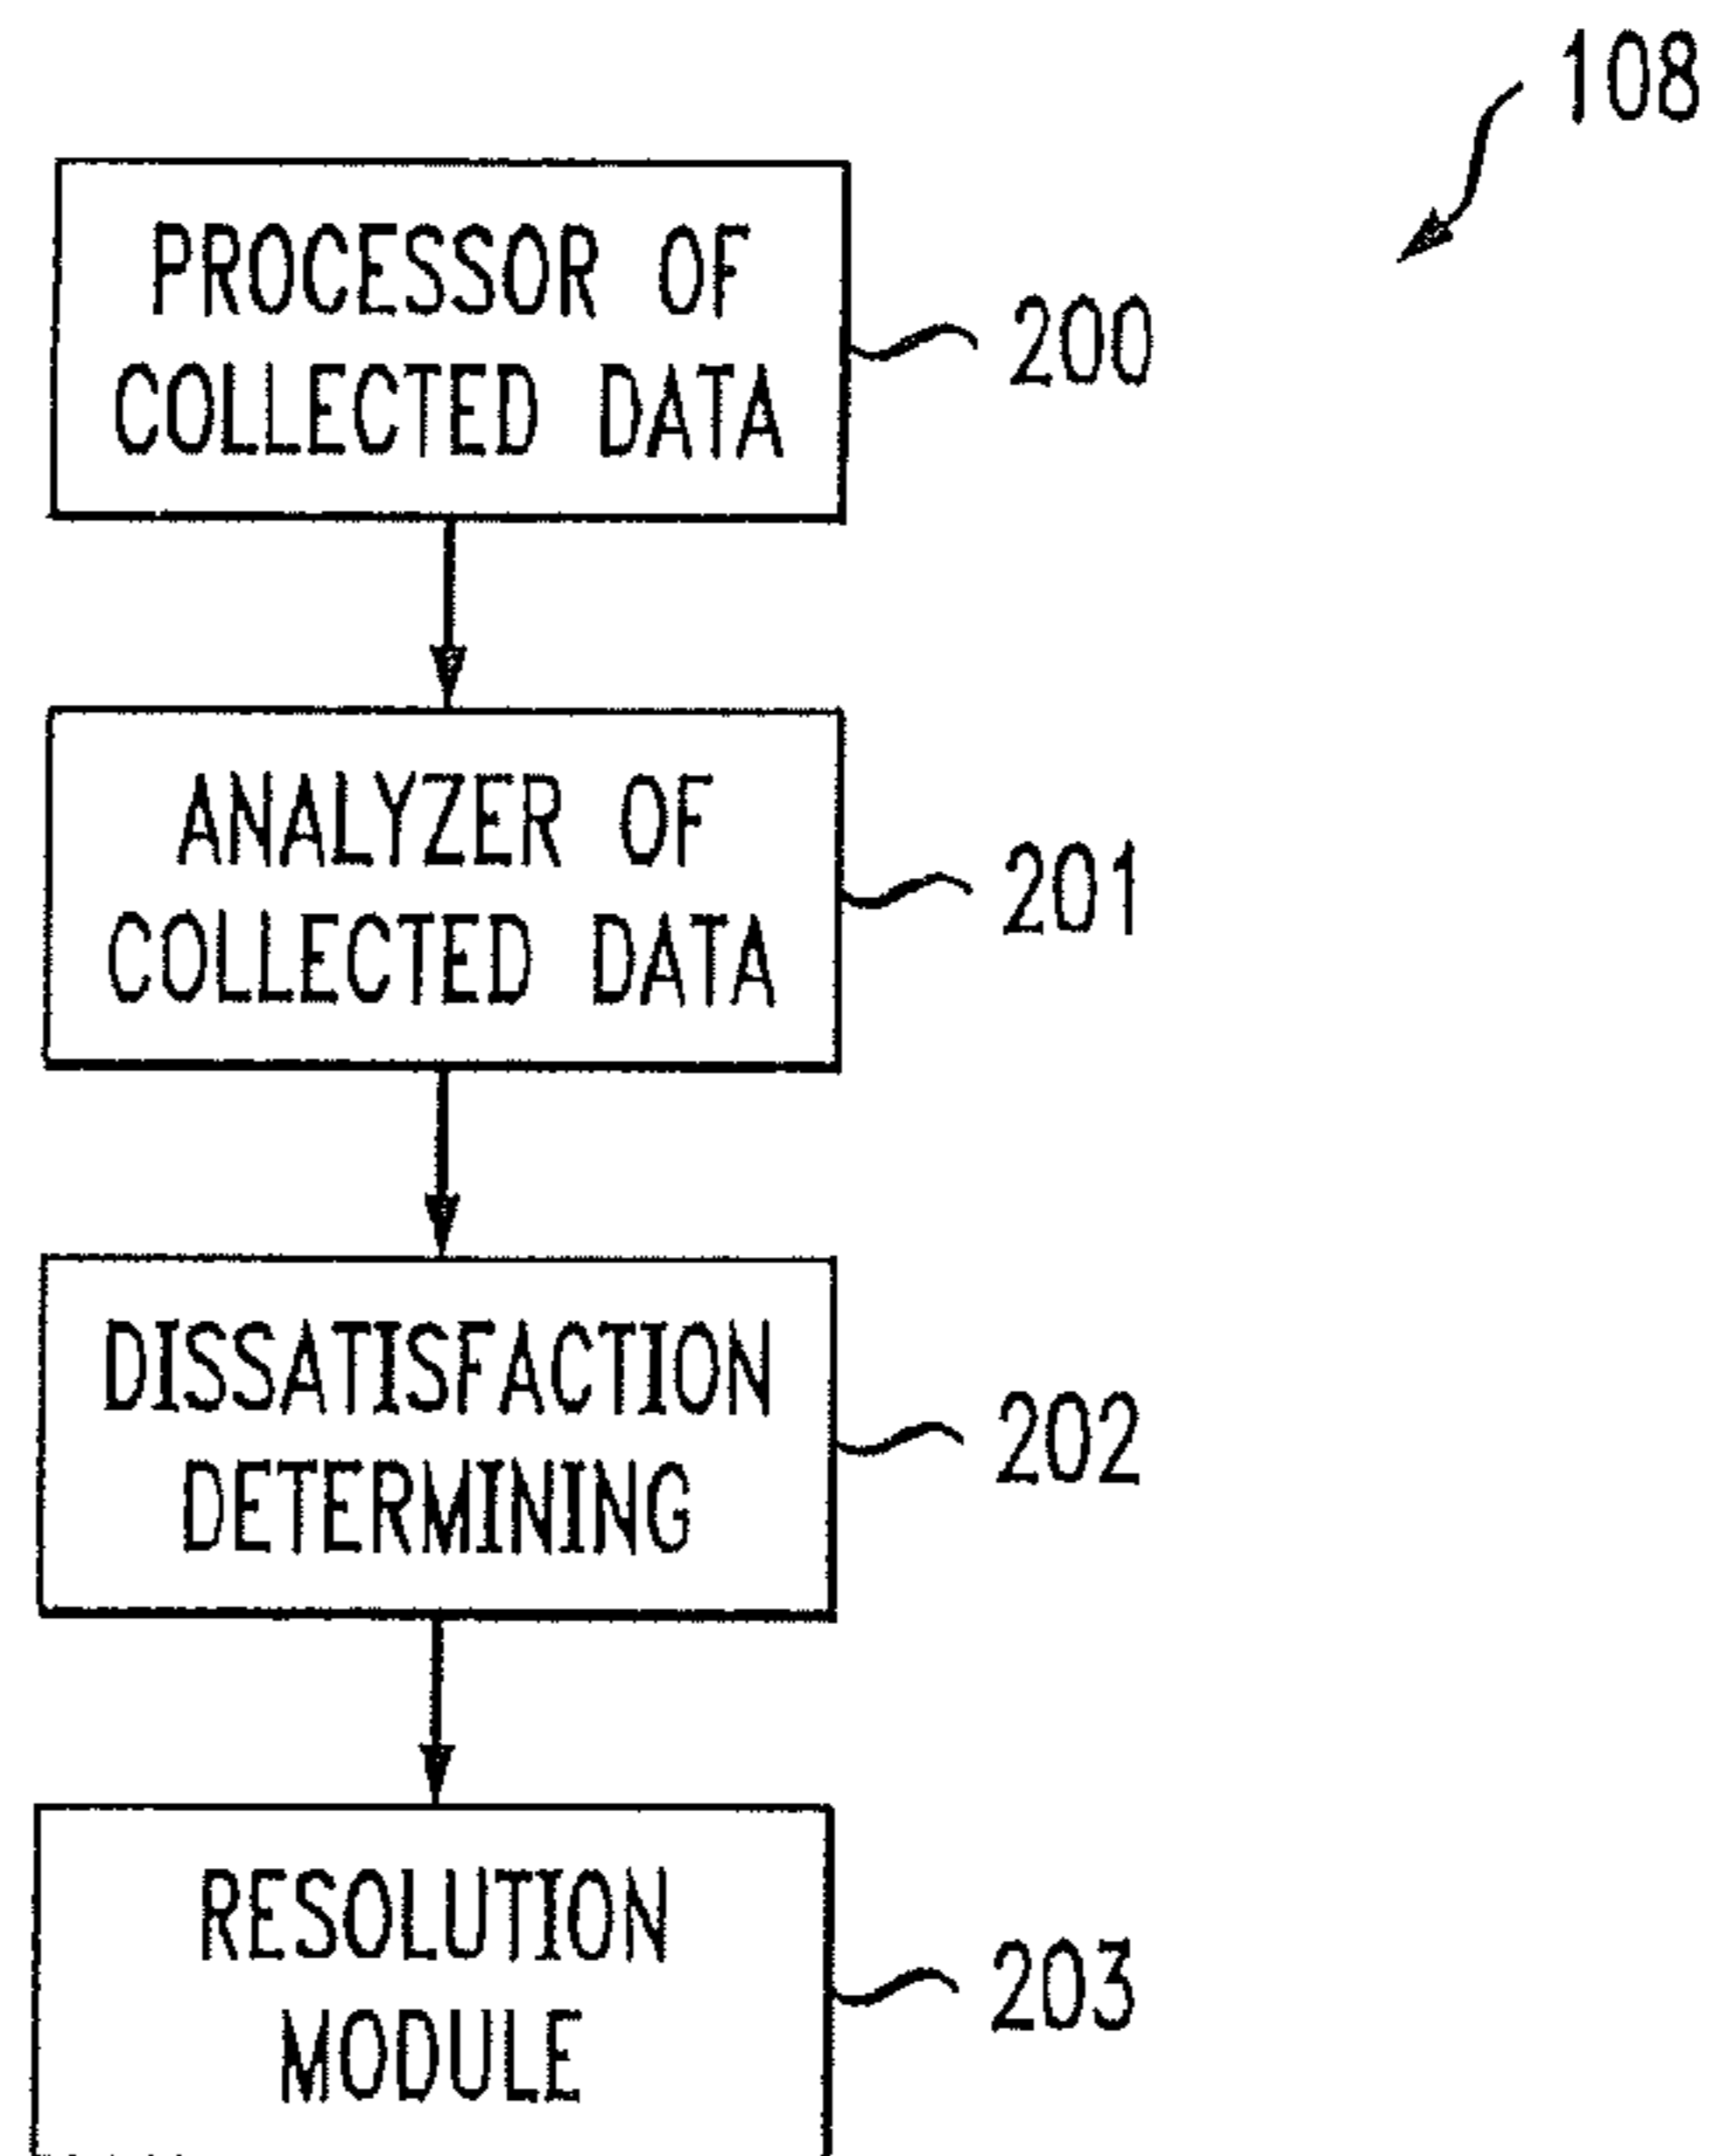 108
PROCESSOR OF
COLLECTED DATA
200
ANALYZER OF
COLLECTED DATA
201
DISSATISFACTION
DETERMINING
202
RESOLUTION
MODULE
203